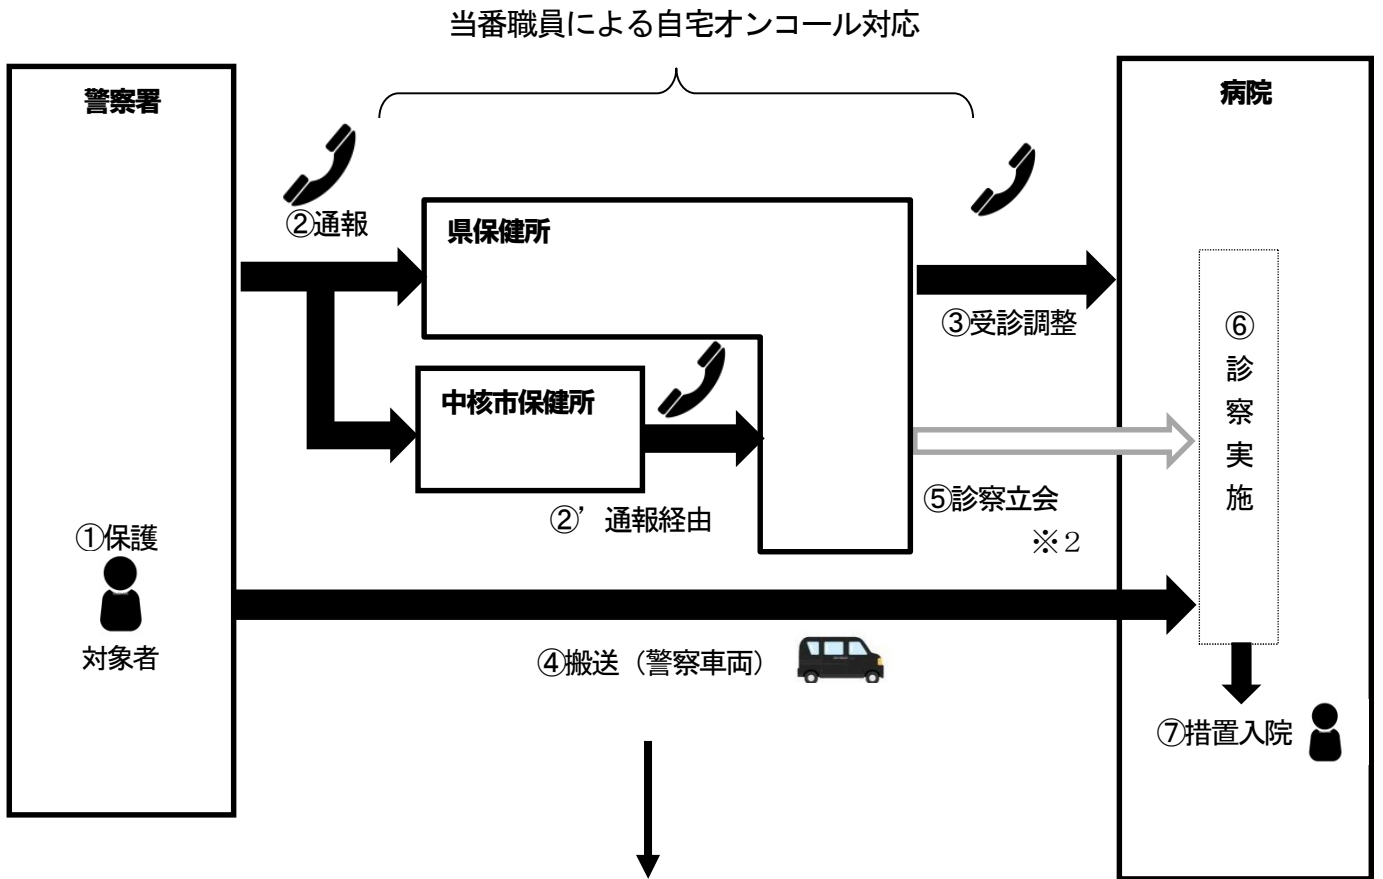 当番職員による自宅オンコール対応
警察署
病院
②通報
県保健所
③受診調整
⑥診察実施
中核市保健所
⑤診察立会
※2
②’通報経由
①保護
対象者
④搬送（警察車両）
⑦措置入院